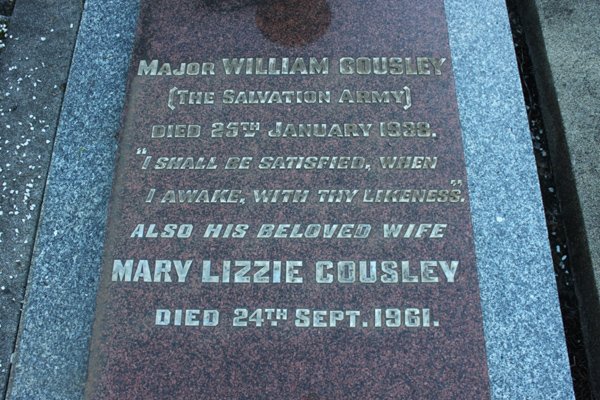 MAJOR WILLIAM COUSLEY
(THE SALVATION ARMY)
DIED 25TH JANUARY 1938.
"I SHALL BE SATISFIED, WHEN
I AWAKE, WITH THY LIKENESS".
ALSO HIS BELOVED WIFE
MARY LIZZIE COUSLEY
DIED 24TH SEPT. 1961.